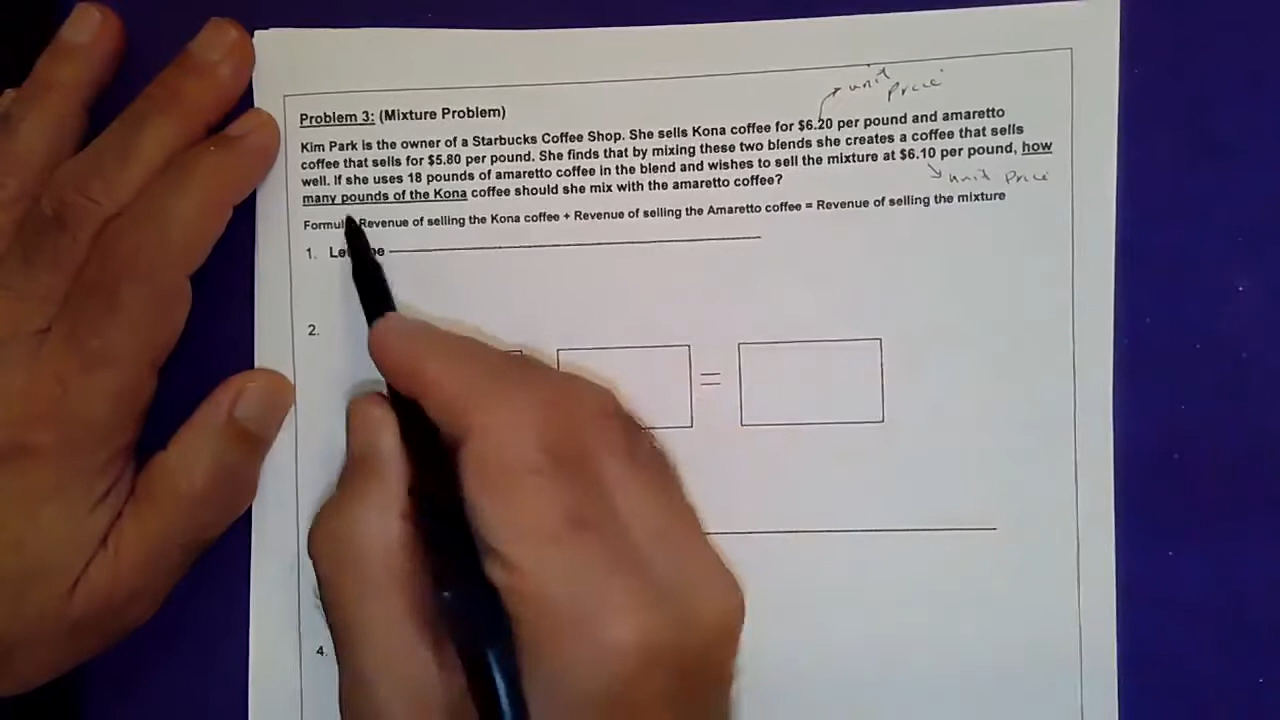 unit
price
Problem 3: (Mixture Problem)
Kim Park is the owner of a Starbucks Coffee Shop. She sells Kona coffee for $6.20 per pound and amaretto
coffee that sells for $5.80 per pound. She finds that by mixing these two blends she creates a coffee that sells
well. If she uses 18 pounds of amaretto coffee in the blend and wishes to sell the mixture at $6.10 per pound, how
many pounds of the Kona coffee should she mix with the amaretto coffee?
unit price
Revenue of selling the Kona coffee + Revenue of selling the Amaretto coffee = Revenue of selling the mixture
1. be
2.
=
4.